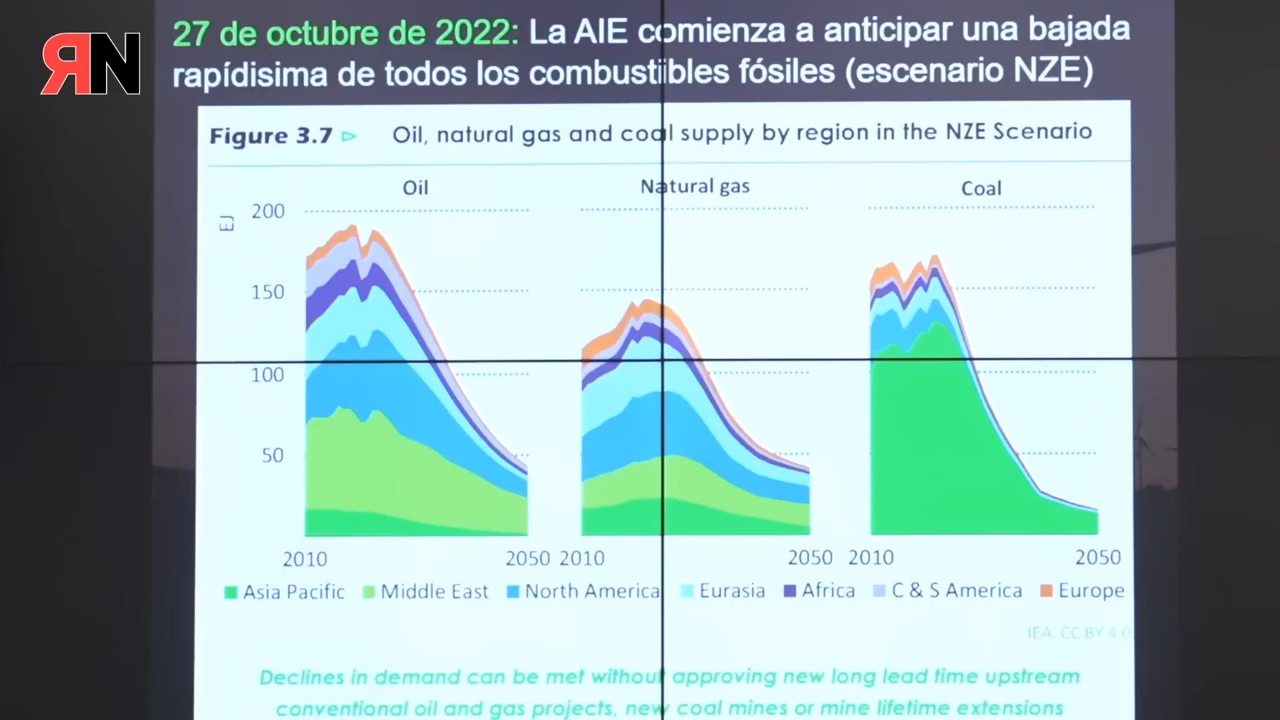 ЯN
27 de octubre de 2022: La AIE comienza a anticipar una bajada
rapídisima de todos los combustibles fósiles (escenario NZE)
Figure 3.7 ▷ Oil, natural gas and coal supply by region in the NZE Scenario
Oil Natural gas Coal
EJ
200
150
100
50
2010 2050 2010 2050 2010 2050
Asia Pacific Middle East North America Eurasia Africa C & S America Europe
IEA. CC BY 4.0.
Declines in demand can be met without approving new long lead time upstream
conventional oil and gas projects, new coal mines or mine lifetime extensions